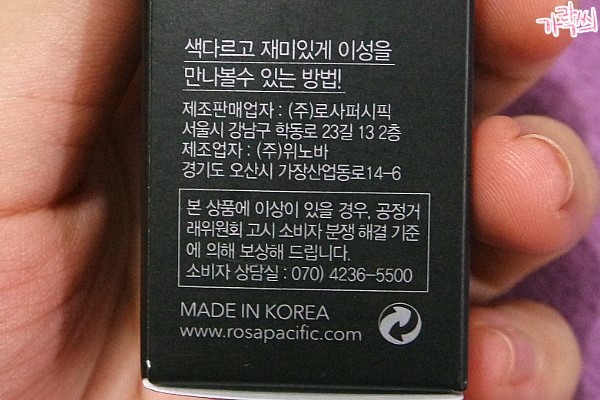 기확씨
색다르고 재미있게 이성을
만나볼수 있는 방법!
제조판매업자 : (주)로사퍼시픽
서울시 강남구 학동로 23길 13 2층
제조업자 : (주)위노바
경기도 오산시 가장산업동로14-6
본 상품에 이상이 있을 경우, 공정거
래위원회 고시 소비자 분쟁 해결 기준
에 의해 보상해 드립니다.
소비자 상담실 : 070) 4236-5500
MADE IN KOREA
www.rosapacific.com